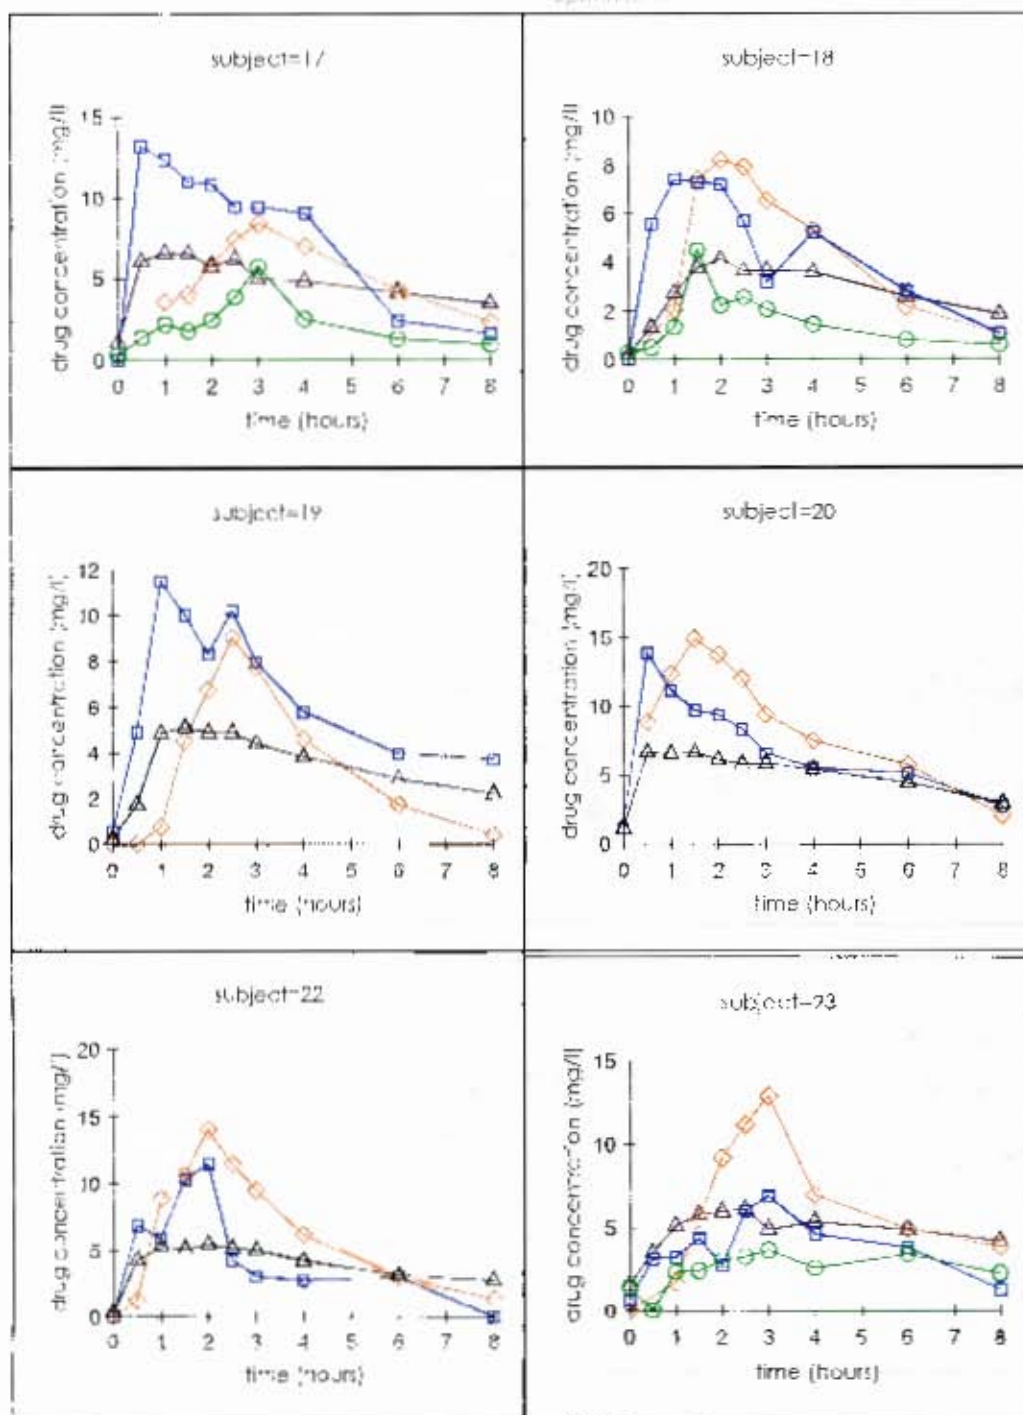 subject=17
15
10
5
0
drug concentration (mg/l)
0 1 2 3 4 5 6 7 8
time (hours)
subject=18
10
8
6
4
2
0
drug concentration (mg/l)
0 1 2 3 4 5 6 7 8
time (hours)
subject=19
12
10
8
6
4
2
0
drug concentration (mg/l)
0 1 2 3 4 5 6 7 8
time (hours)
subject=20
20
15
10
5
0
drug concentration (mg/l)
0 1 2 3 4 5 6 7 8
time (hours)
subject=22
20
15
10
5
0
drug concentration (mg/l)
0 1 2 3 4 5 6 7 8
time (hours)
subject=23
15
10
5
0
drug concentration (mg/l)
0 1 2 3 4 5 6 7 8
time (hours)